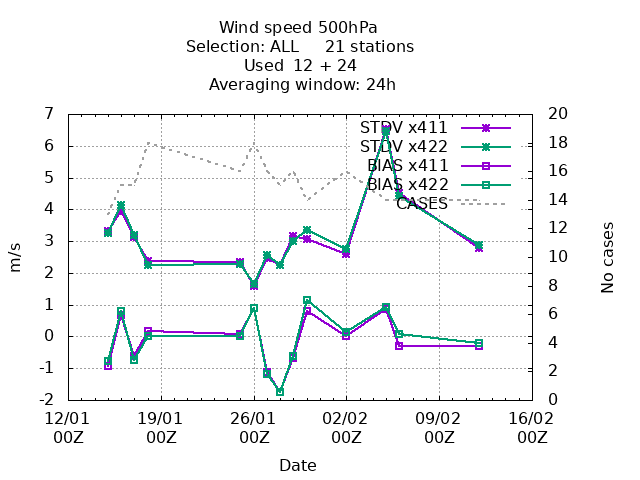 Wind speed 500hPa
Selection: ALL 21 stations
Used 12 + 24
Averaging window: 24h
STDV x411
STDV x422
BIAS x411
BIAS x422
CASES
7
6
5
4
3
2
1
0
-1
-2
m/s
20
18
16
14
12
10
8
6
4
2
0
No cases
12/01 19/01 26/01 02/02 09/02 16/02
00Z 00Z 00Z 00Z 00Z 00Z
Date